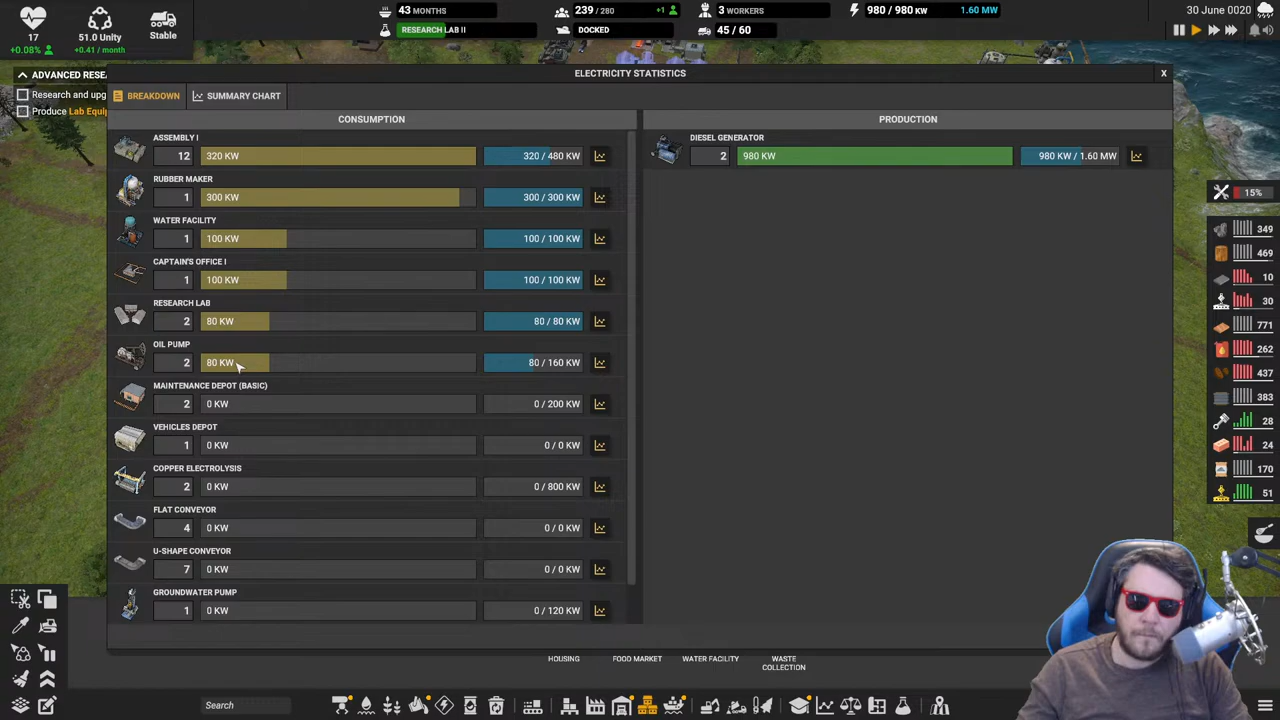 43 MONTHS
239 / 280
+1
3 WORKERS
980 / 980 KW
1.60 MW
30 June 0020
17
51.0 Unity
Stable
RESEARCH LAB II
DOCKED
45 / 60
+0.08%
+0.41 / month
ADVANCED RESEA
Research and upg
Produce Lab Equip
ELECTRICITY STATISTICS
X
BREAKDOWN
SUMMARY CHART
CONSUMPTION
PRODUCTION
ASSEMBLY I
12
320 KW
320 / 480 KW
DIESEL GENERATOR
2
980 KW
980 KW / 1.60 MW
RUBBER MAKER
1
300 KW
300 / 300 KW
WATER FACILITY
1
100 KW
100 / 100 KW
CAPTAIN'S OFFICE I
1
100 KW
100 / 100 KW
RESEARCH LAB
2
80 KW
80 / 80 KW
OIL PUMP
2
80 KW
80 / 160 KW
MAINTENANCE DEPOT (BASIC)
2
0 KW
0 / 200 KW
VEHICLES DEPOT
1
0 KW
0 / 0 KW
COPPER ELECTROLYSIS
2
0 KW
0 / 800 KW
FLAT CONVEYOR
4
0 KW
0 / 0 KW
U-SHAPE CONVEYOR
7
0 KW
0 / 0 KW
GROUNDWATER PUMP
1
0 KW
0 / 120 KW
15%
349
469
10
30
771
262
437
383
28
24
170
51
HOUSING
FOOD MARKET
WATER FACILITY
WASTE
COLLECTION
Search